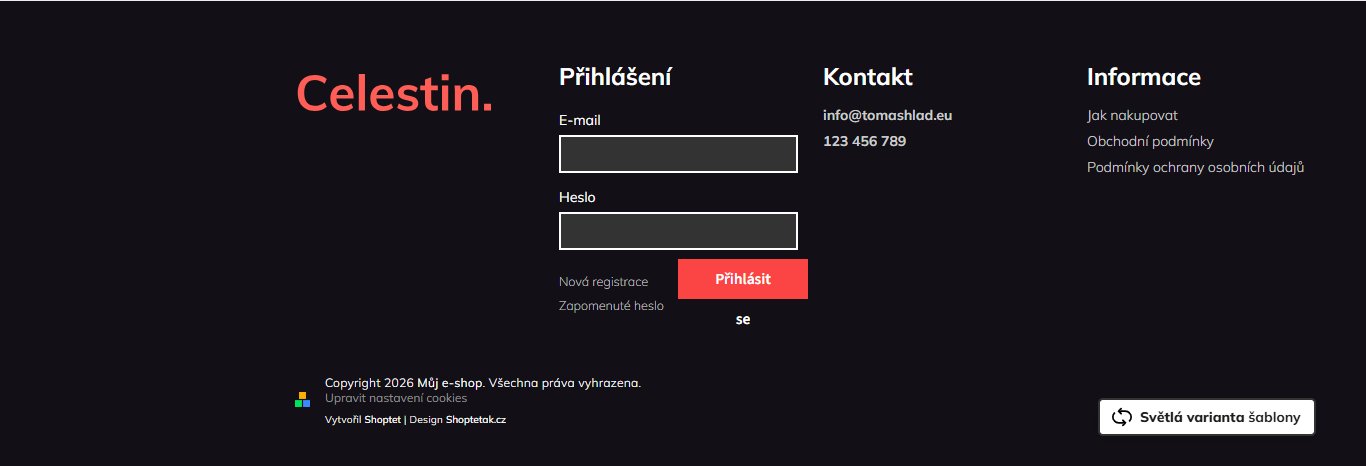 Celestin.
Přihlášení
E-mail
Heslo
Nová registrace
Zapomenuté heslo
Přihlásit
se
Kontakt
info@tomashlad.eu
123 456 789
Informace
Jak nakupovat
Obchodní podmínky
Podmínky ochrany osobních údajů
Copyright 2026 Můj e-shop. Všechna práva vyhrazena.
Upravit nastavení cookies
Vytvořil Shoptet | Design Shoptetak.cz
Světlá varianta šablony